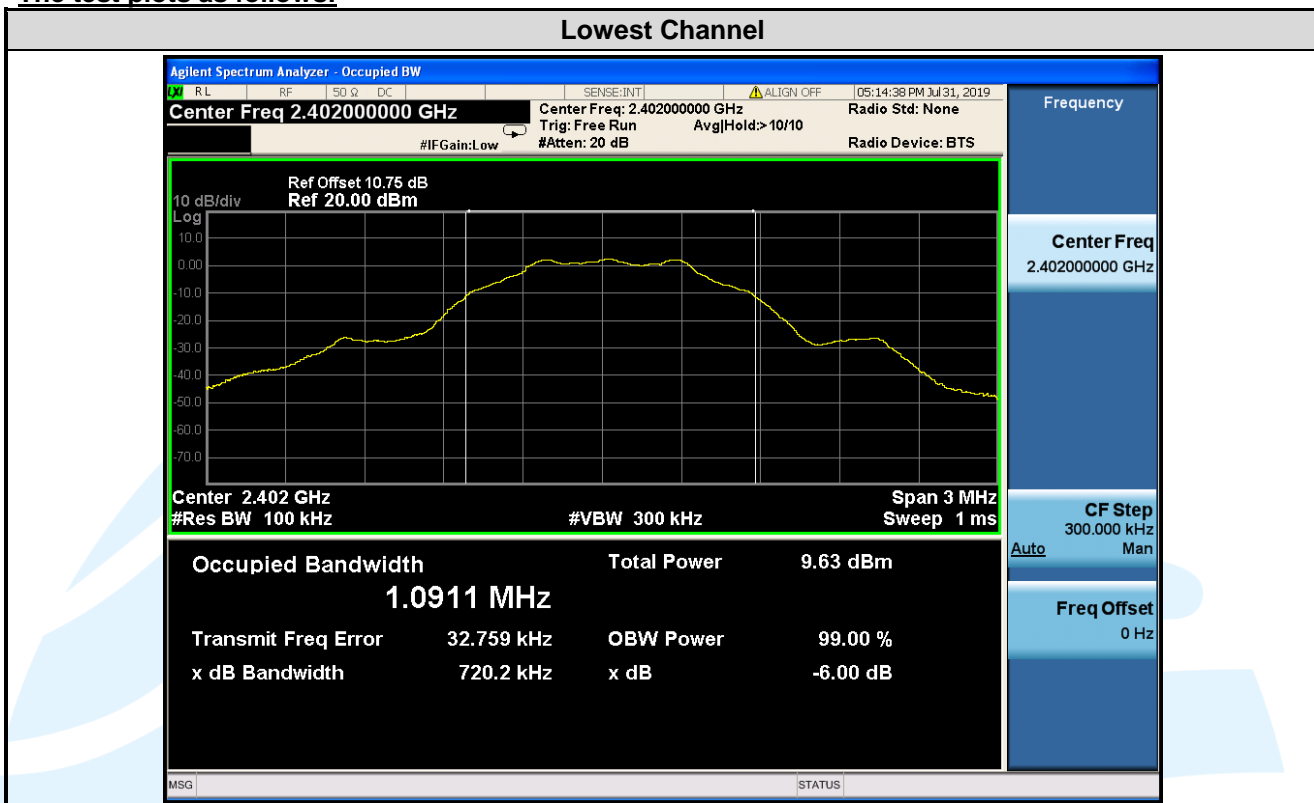 The test plots as follows:
Lowest Channel
Agilent Spectrum Analyzer - Occupied BW
LXI RL RF 50 Ω DC SENSE:INT ALIGN OFF 05:14:38 PM Jul 31, 2019
Center Freq 2.402000000 GHz
Center Freq: 2.402000000 GHz Radio Std: None
Trig: Free Run Avg|Hold:>10/10
#IFGain:Low #Atten: 20 dB Radio Device: BTS
Ref Offset 10.75 dB
10 dB/div Ref 20.00 dBm
Log
10.0
0.00
-10.0
-20.0
-30.0
-40.0
-50.0
-60.0
-70.0
Center 2.402 GHz Span 3 MHz
#Res BW 100 kHz #VBW 300 kHz Sweep 1 ms
Occupied Bandwidth Total Power 9.63 dBm
1.0911 MHz
Transmit Freq Error 32.759 kHz OBW Power 99.00 %
x dB Bandwidth 720.2 kHz x dB -6.00 dB
MSG STATUS
Frequency
Center Freq
2.402000000 GHz
CF Step
300.000 kHz
Auto Man
Freq Offset
0 Hz